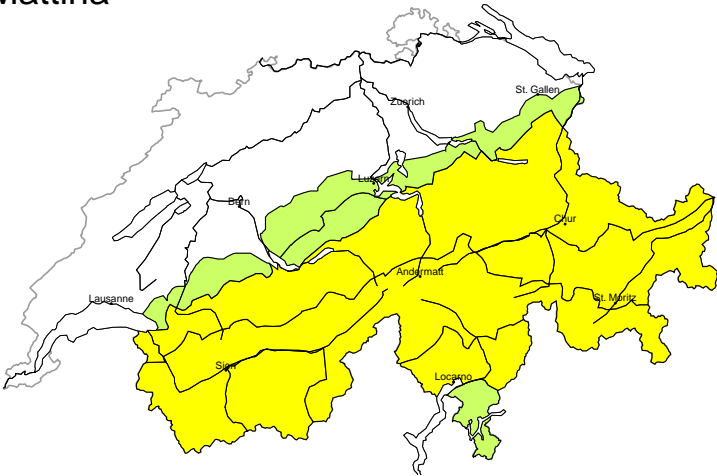 Mattina
St. Gallen
Zuerich
Luzern
Bern
Chur
Andermatt
Lausanne
St. Moritz
Sion
Locarno